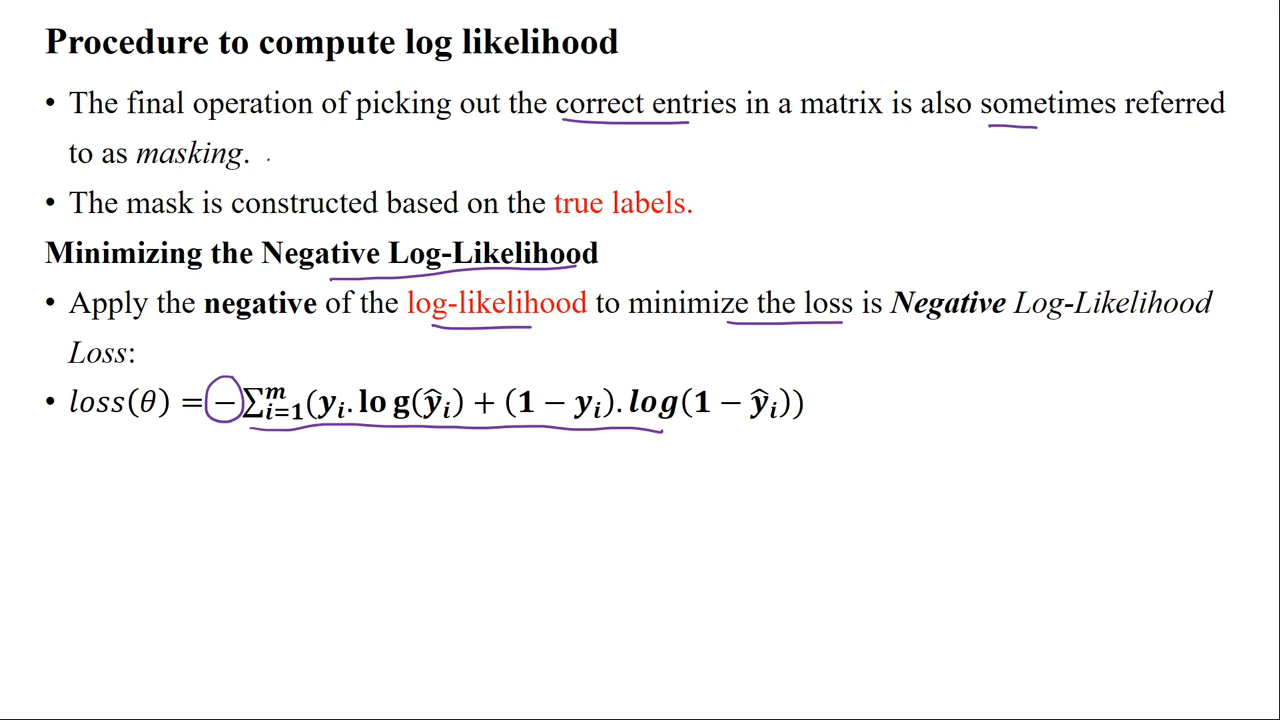 Procedure to compute log likelihood
• The final operation of picking out the correct entries in a matrix is also sometimes referred
to as masking.
• The mask is constructed based on the true labels.
Minimizing the Negative Log-Likelihood
• Apply the negative of the log-likelihood to minimize the loss is Negative Log-Likelihood
Loss:
• loss(θ) = − ∑ᵢ₌₁ᵐ(yᵢ. log(ŷᵢ) + (1 − yᵢ). log(1 − ŷᵢ))